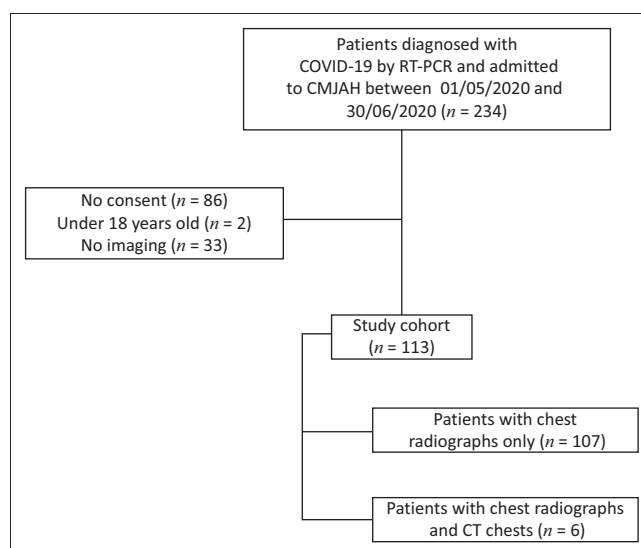 Patients diagnosed with
COVID-19 by RT-PCR and admitted
to CMJAH between 01/05/2020 and
30/06/2020 (n = 234)
No consent (n = 86)
Under 18 years old (n = 2)
No imaging (n = 33)
Study cohort
(n = 113)
Patients with chest
radiographs only (n = 107)
Patients with chest radiographs
and CT chests (n = 6)